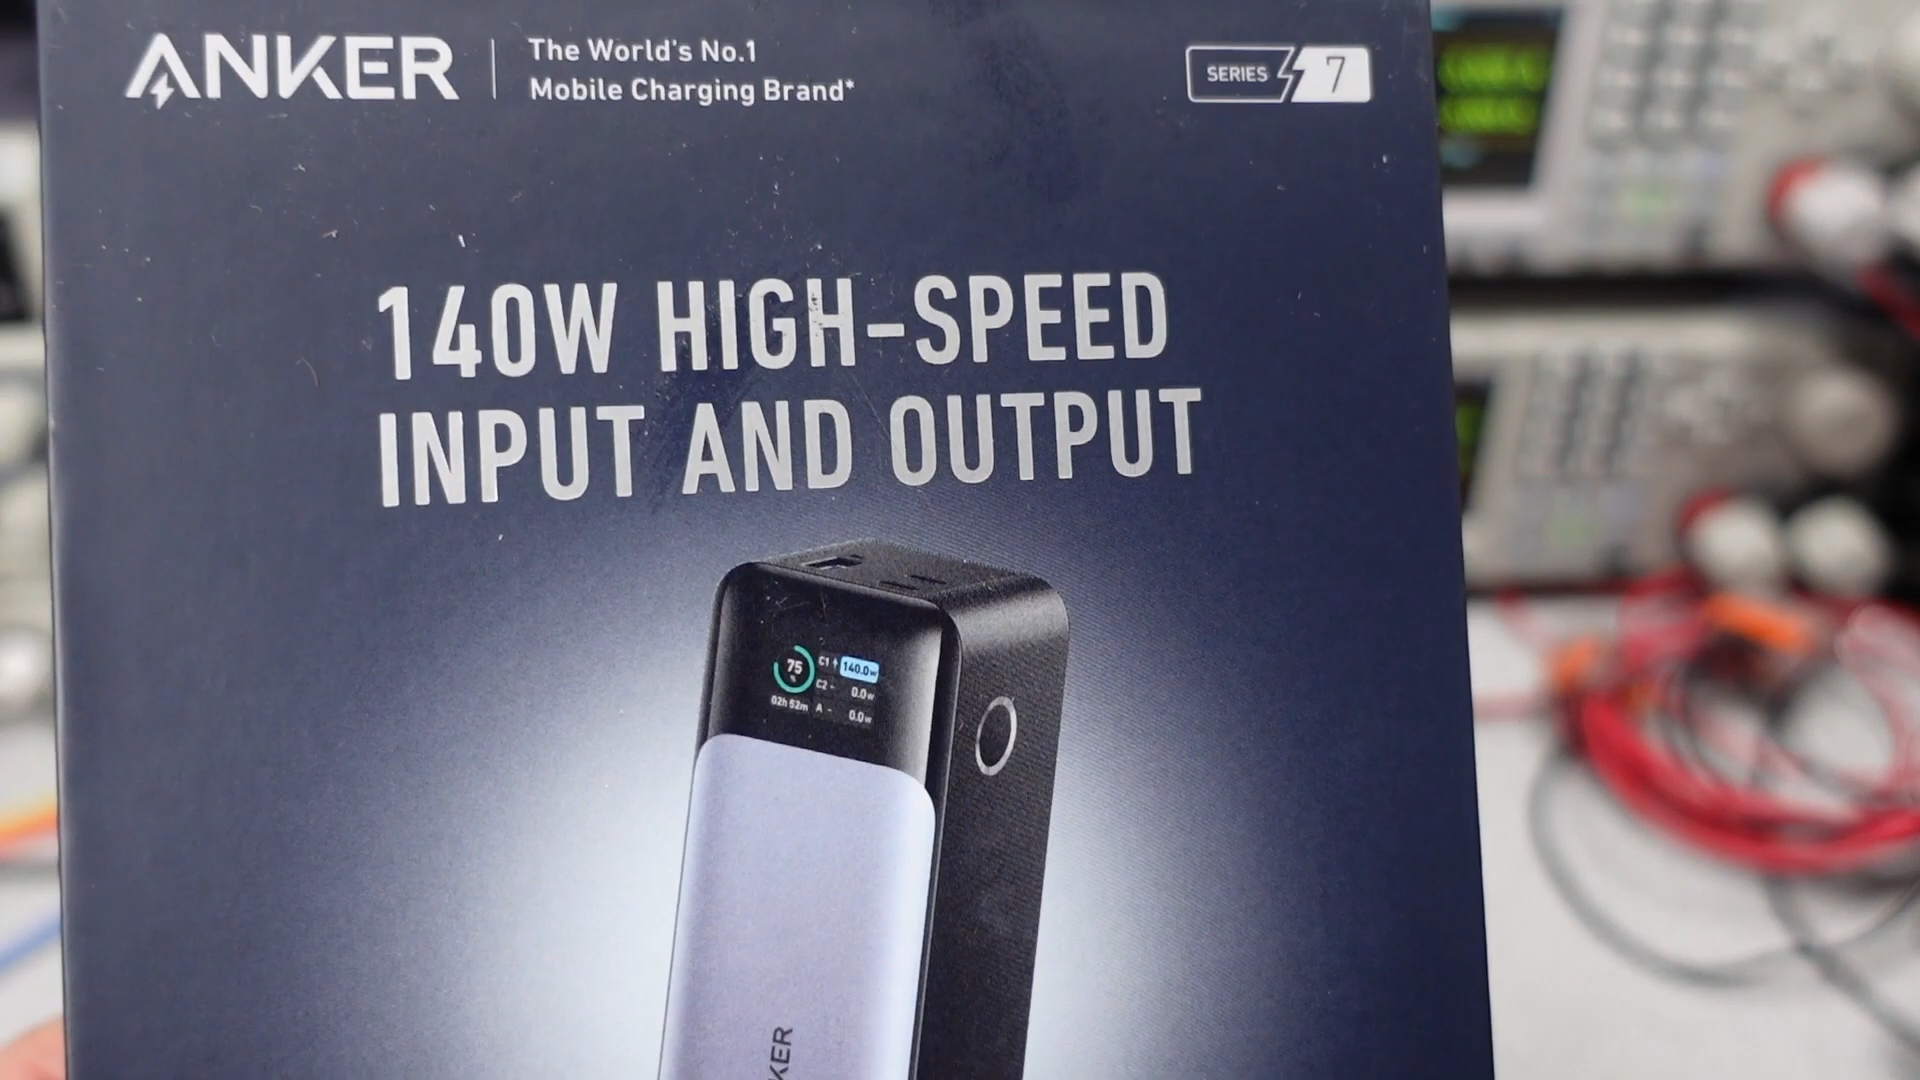 ANKER
The World's No.1
Mobile Charging Brand*
SERIES 7
140W HIGH-SPEED
INPUT AND OUTPUT
75
%
C1 140.0w
C2 - 0.0w
02h 52m
A - 0.0w
KER